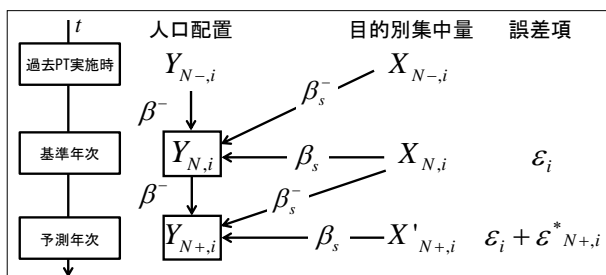 t 人口配置 目的別集中量 誤差項
過去PT実施時 Y_{N-,i} X_{N-,i}
β^- β_s^-
基準年次 Y_{N,i} β_s X_{N,i} ε_i
β^- β_s^-
予測年次 Y_{N+,i} β_s X'_{N+,i} ε_i + ε^*_{N+,i}